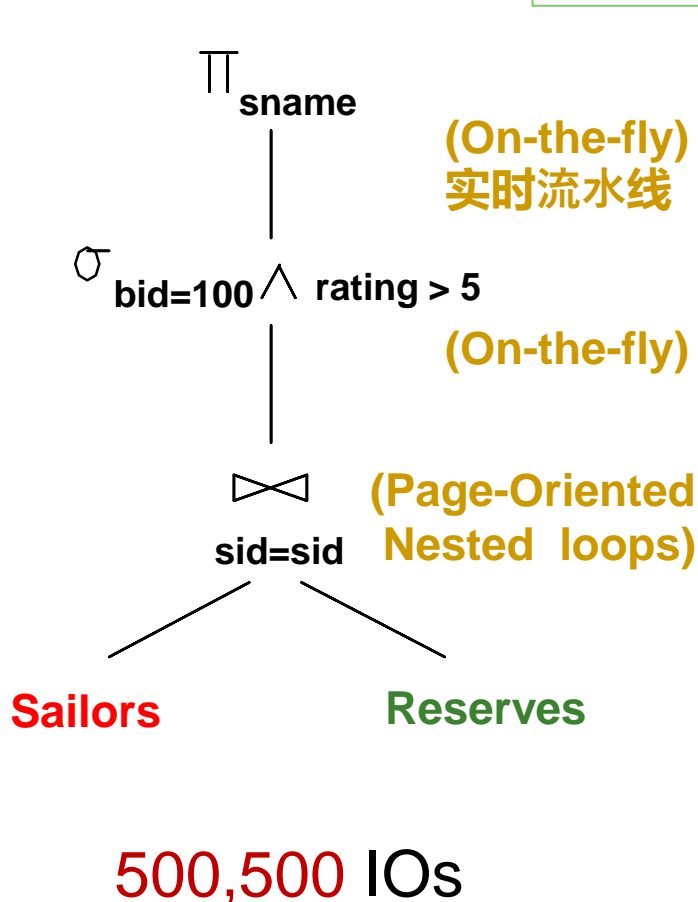 π sname
(On-the-fly)
实时流水线
σ bid=100 ∧ rating > 5
(On-the-fly)
⋈ (Page-Oriented
sid=sid Nested loops)
Sailors Reserves
500,500 IOs